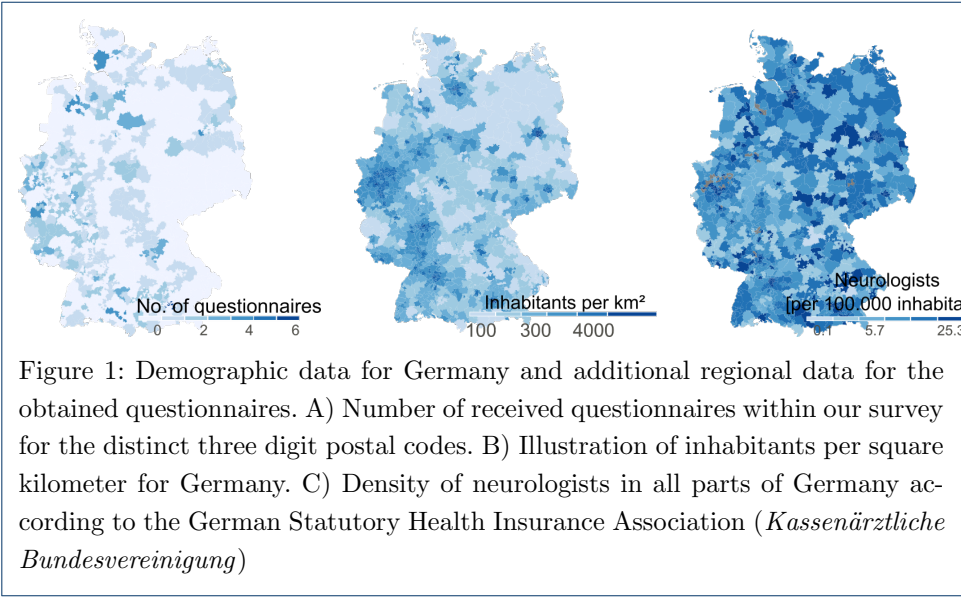 No. of questionnaires
0 2 4 6
Inhabitants per km²
100 300 4000
Neurologists
[per 100.000 inhabita
0.1 5.7 25.3
Figure 1: Demographic data for Germany and additional regional data for the
obtained questionnaires. A) Number of received questionnaires within our survey
for the distinct three digit postal codes. B) Illustration of inhabitants per square
kilometer for Germany. C) Density of neurologists in all parts of Germany ac-
cording to the German Statutory Health Insurance Association (Kassenärztliche
Bundesvereinigung)